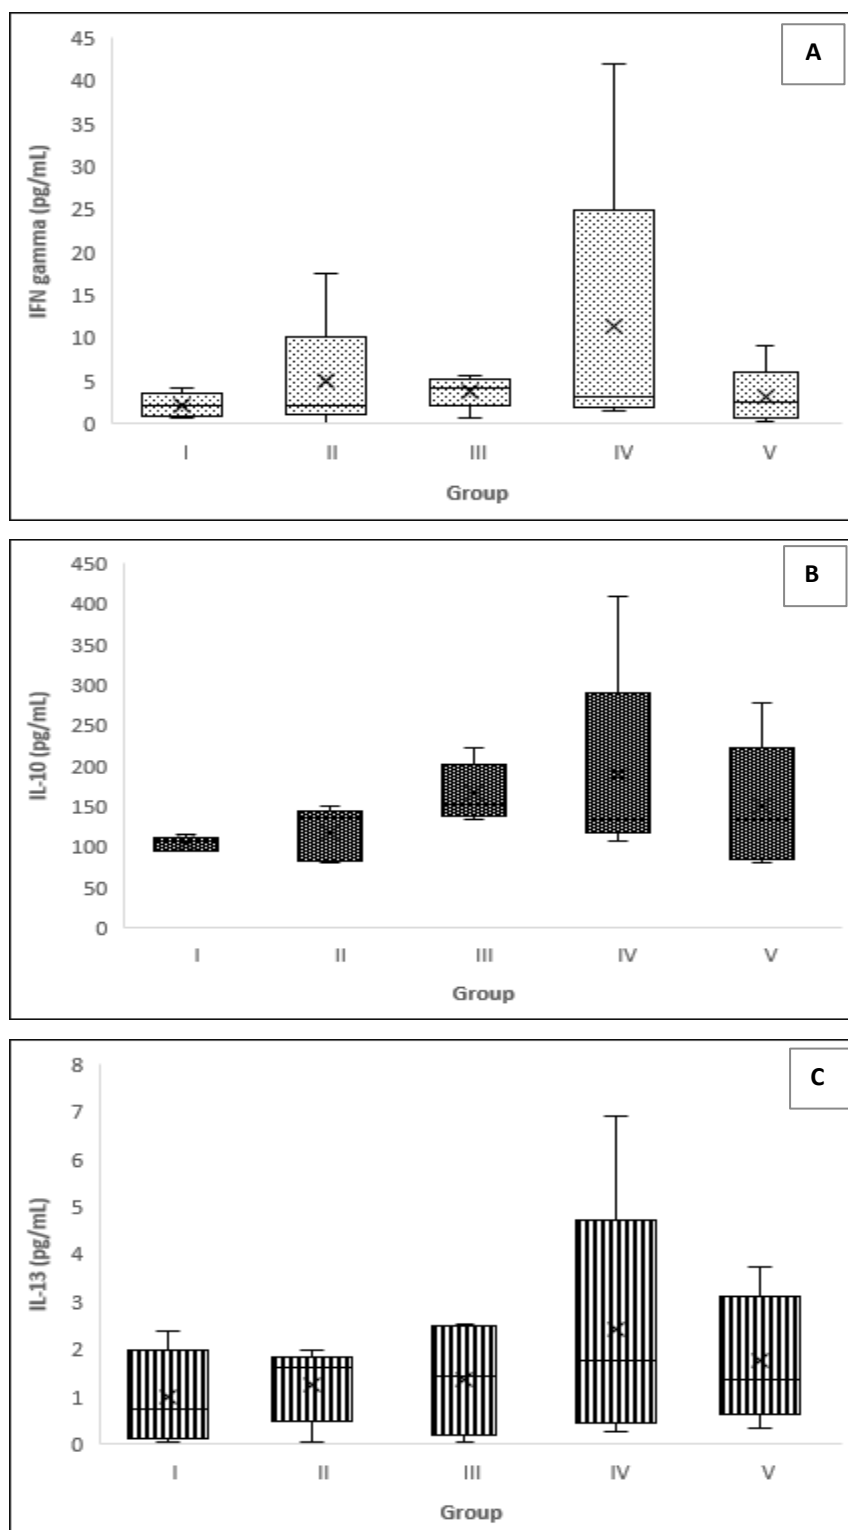 A
IFN gamma (pg/mL)
45
40
35
30
25
20
15
10
5
0
I II III IV V
Group
B
IL-10 (pg/mL)
450
400
350
300
250
200
150
100
50
0
I II III IV V
Group
C
IL-13 (pg/mL)
8
7
6
5
4
3
2
1
0
I II III IV V
Group